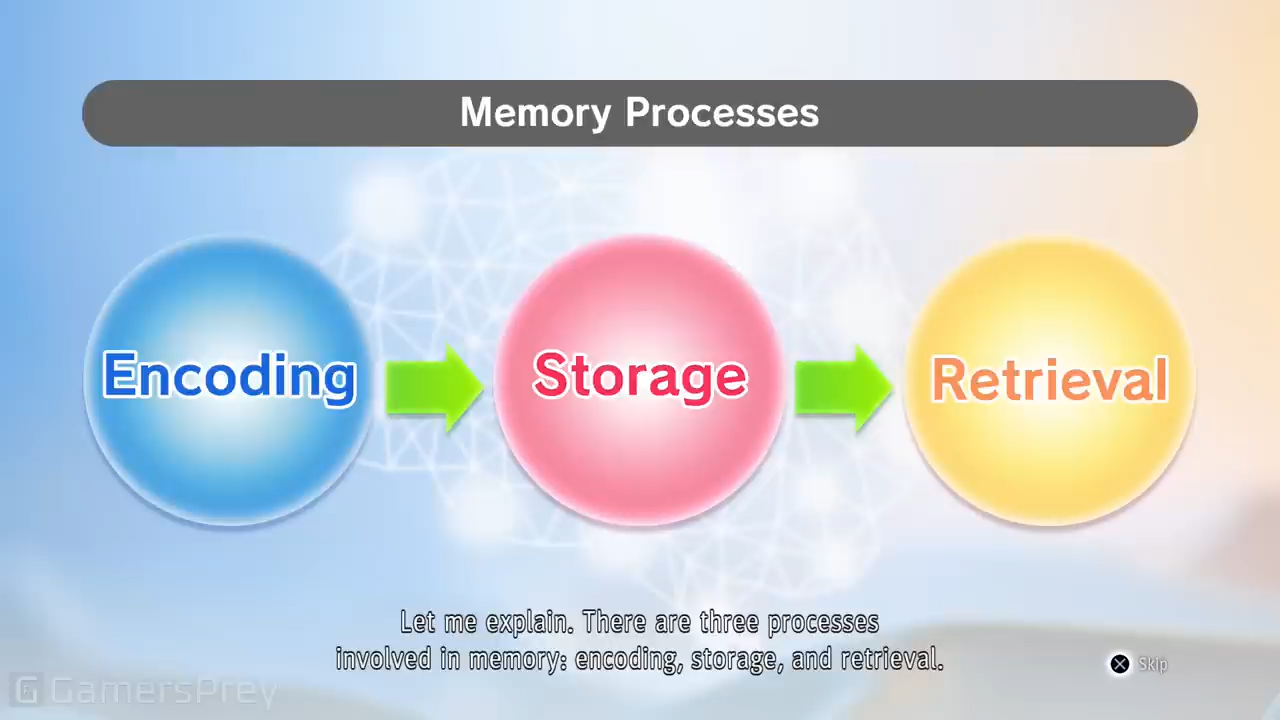 Memory Processes
Encoding
Storage
Retrieval
Let me explain. There are three processes
involved in memory: encoding, storage, and retrieval.
Skip
GamersPrey